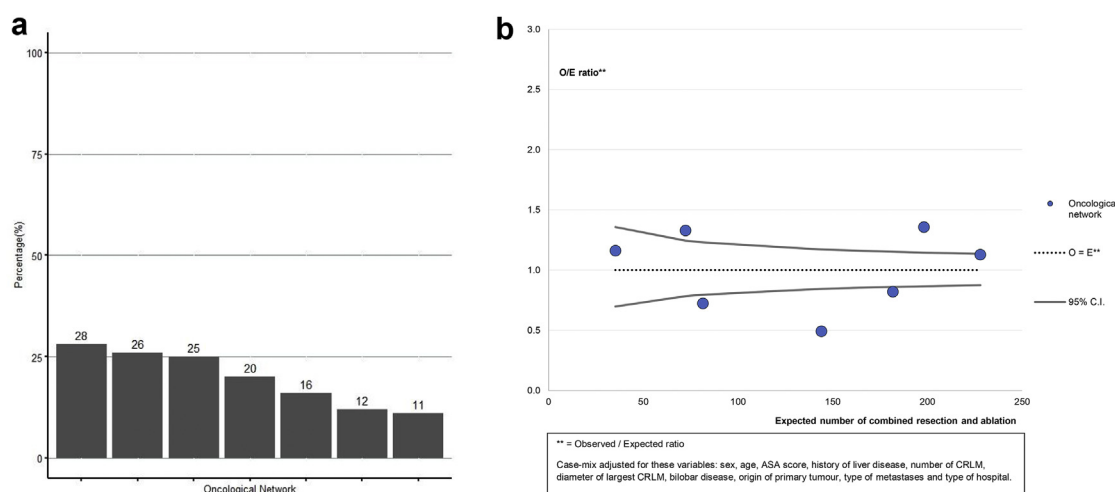 a
100
75
50
25
0
Percentage(%)
28
26
25
20
16
12
11
Oncological Network
b
3.0
2.5
2.0
1.5
1.0
0.5
0.0
O/E ratio**
0
50
100
150
200
250
Expected number of combined resection and ablation
Oncologica
network
O = E**
95% C.I.
** = Observed / Expected ratio
Case-mix adjusted for these variables: sex, age, ASA score, history of liver disease, number of CRLM,
diameter of largest CRLM, bilobar disease, origin of primary tumour, type of metastases and type of hospital.